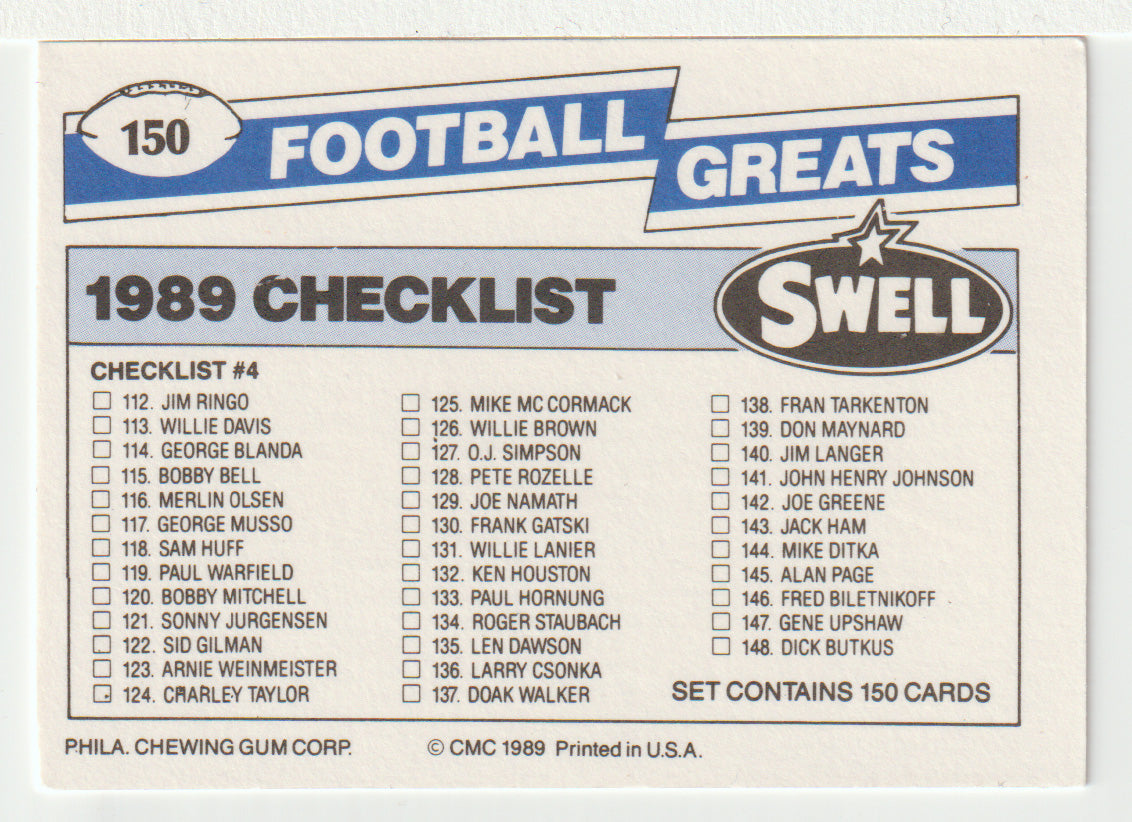 150
FOOTBALL
GREATS
1989 CHECKLIST
SWELL
CHECKLIST #4
112. JIM RINGO
113. WILLIE DAVIS
114. GEORGE BLANDA
115. BOBBY BELL
116. MERLIN OLSEN
117. GEORGE MUSSO
118. SAM HUFF
119. PAUL WARFIELD
120. BOBBY MITCHELL
121. SONNY JURGENSEN
122. SID GILMAN
123. ARNIE WEINMEISTER
124. CHARLEY TAYLOR
125. MIKE MC CORMACK
126. WILLIE BROWN
127. O.J. SIMPSON
128. PETE ROZELLE
129. JOE NAMATH
130. FRANK GATSKI
131. WILLIE LANIER
132. KEN HOUSTON
133. PAUL HORNUNG
134. ROGER STAUBACH
135. LEN DAWSON
136. LARRY CSONKA
137. DOAK WALKER
138. FRAN TARKENTON
139. DON MAYNARD
140. JIM LANGER
141. JOHN HENRY JOHNSON
142. JOE GREENE
143. JACK HAM
144. MIKE DITKA
145. ALAN PAGE
146. FRED BILETNIKOFF
147. GENE UPSHAW
148. DICK BUTKUS
SET CONTAINS 150 CARDS
PHILA. CHEWING GUM CORP. © CMC 1989 Printed in U.S.A.